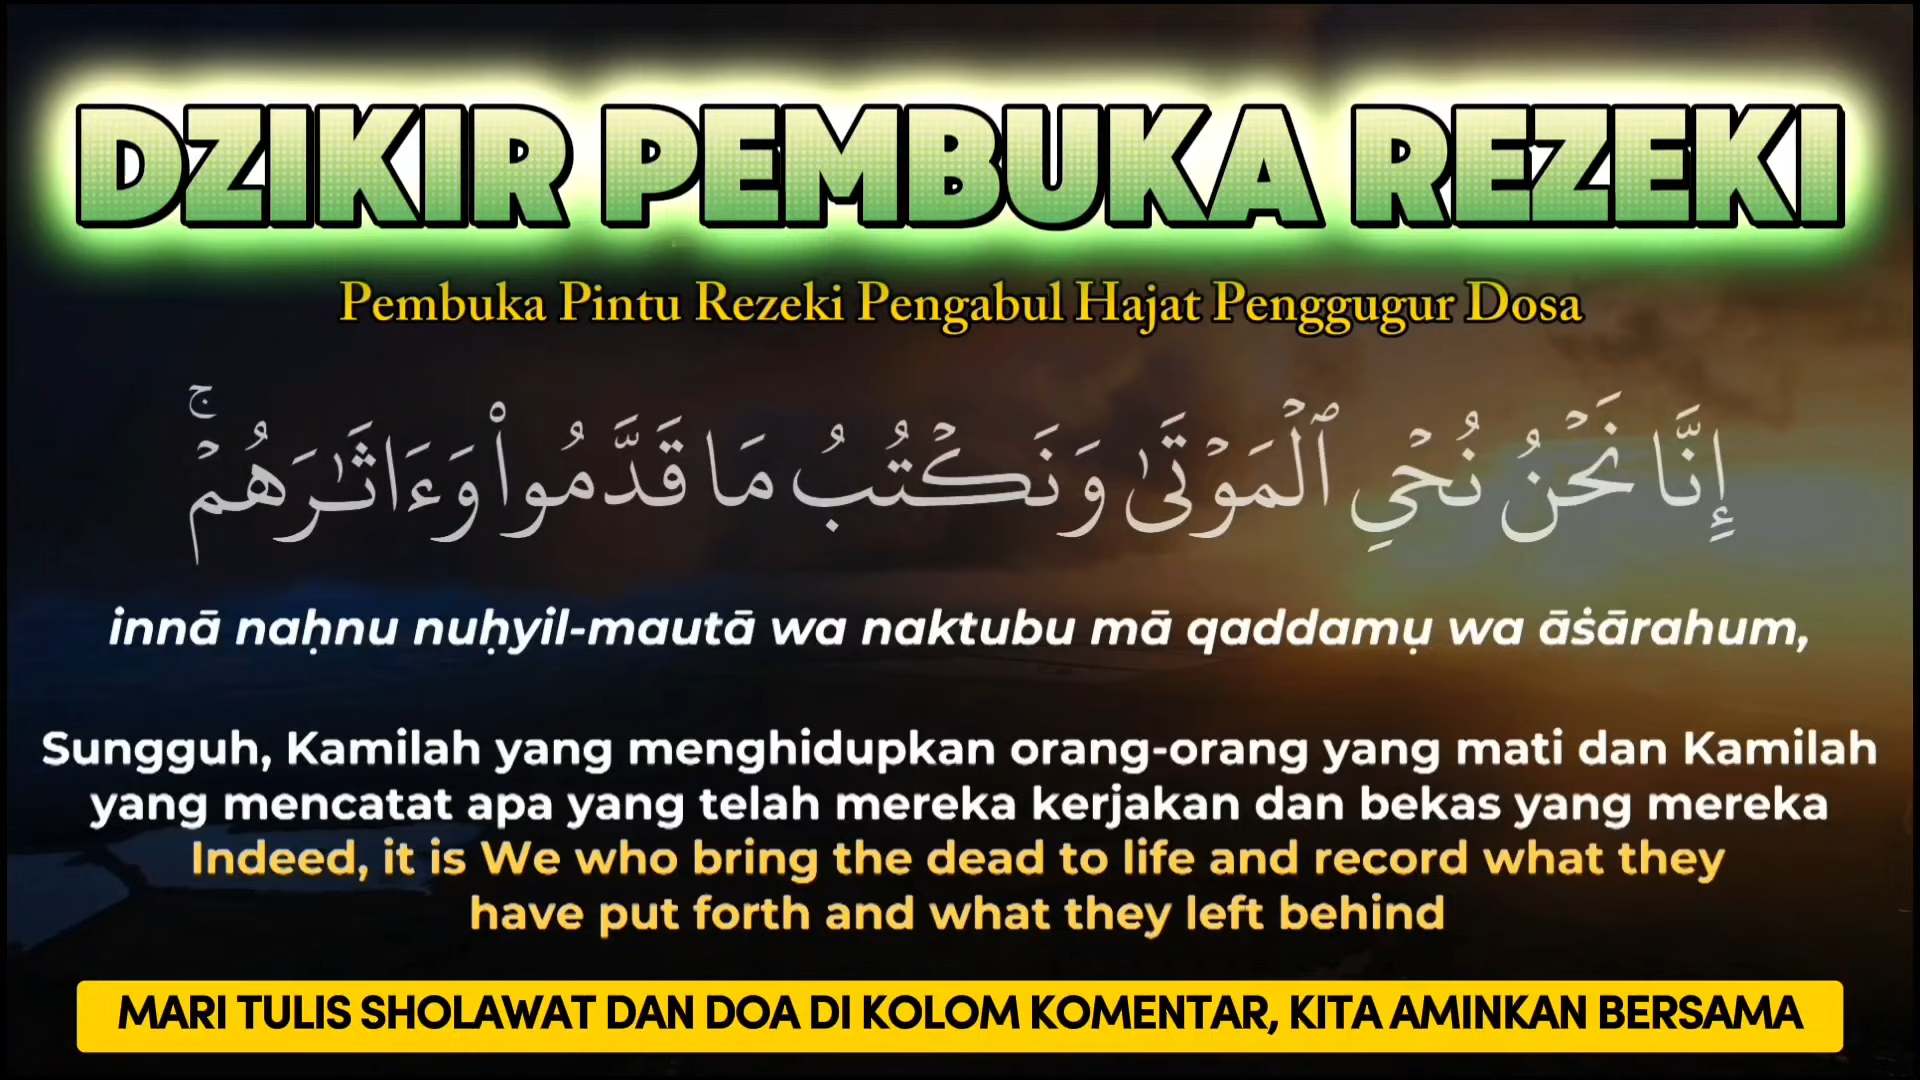 DZIKIR PEMBUKA REZEKI
Pembuka Pintu Rezeki Pengabul Hajat Penggugur Dosa
إِنَّا نَحْنُ نُحْيِ ٱلْمَوْتَىٰ وَنَكْتُبُ مَا قَدَّمُوا۟ وَءَاثَـٰرَهُمْ ۚ
innā naḥnu nuḥyil-mautā wa naktubu mā qaddamụ wa āṡārahum,
Sungguh, Kamilah yang menghidupkan orang-orang yang mati dan Kamilah
yang mencatat apa yang telah mereka kerjakan dan bekas yang mereka
Indeed, it is We who bring the dead to life and record what they
have put forth and what they left behind
MARI TULIS SHOLAWAT DAN DOA DI KOLOM KOMENTAR, KITA AMINKAN BERSAMA